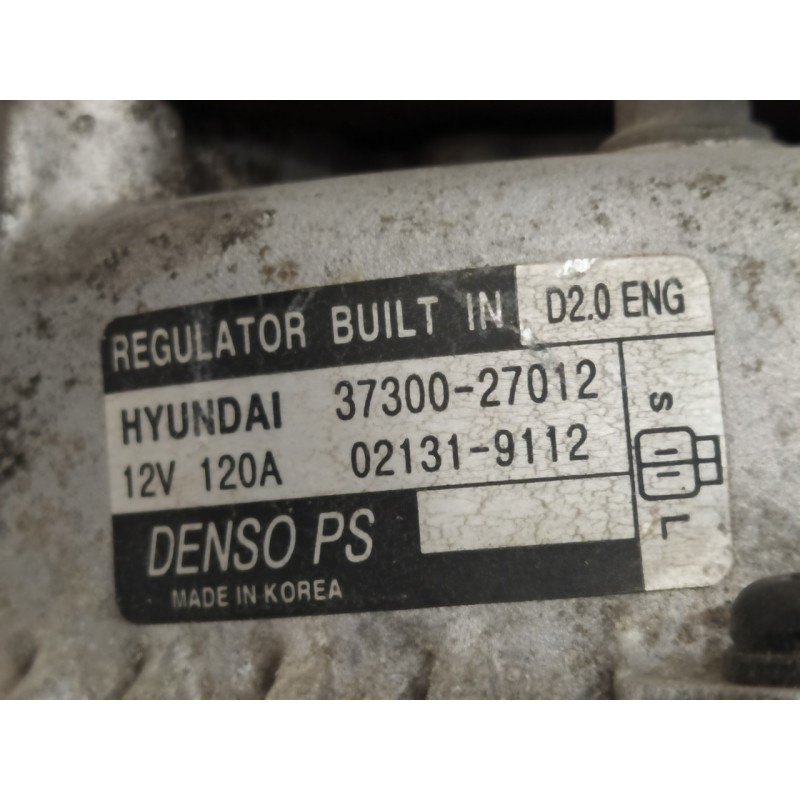 REGULATOR BUILT IN D2.0 ENG
HYUNDAI 37300-27012
12V 120A 02131-9112
S
L
DENSO PS
MADE IN KOREA